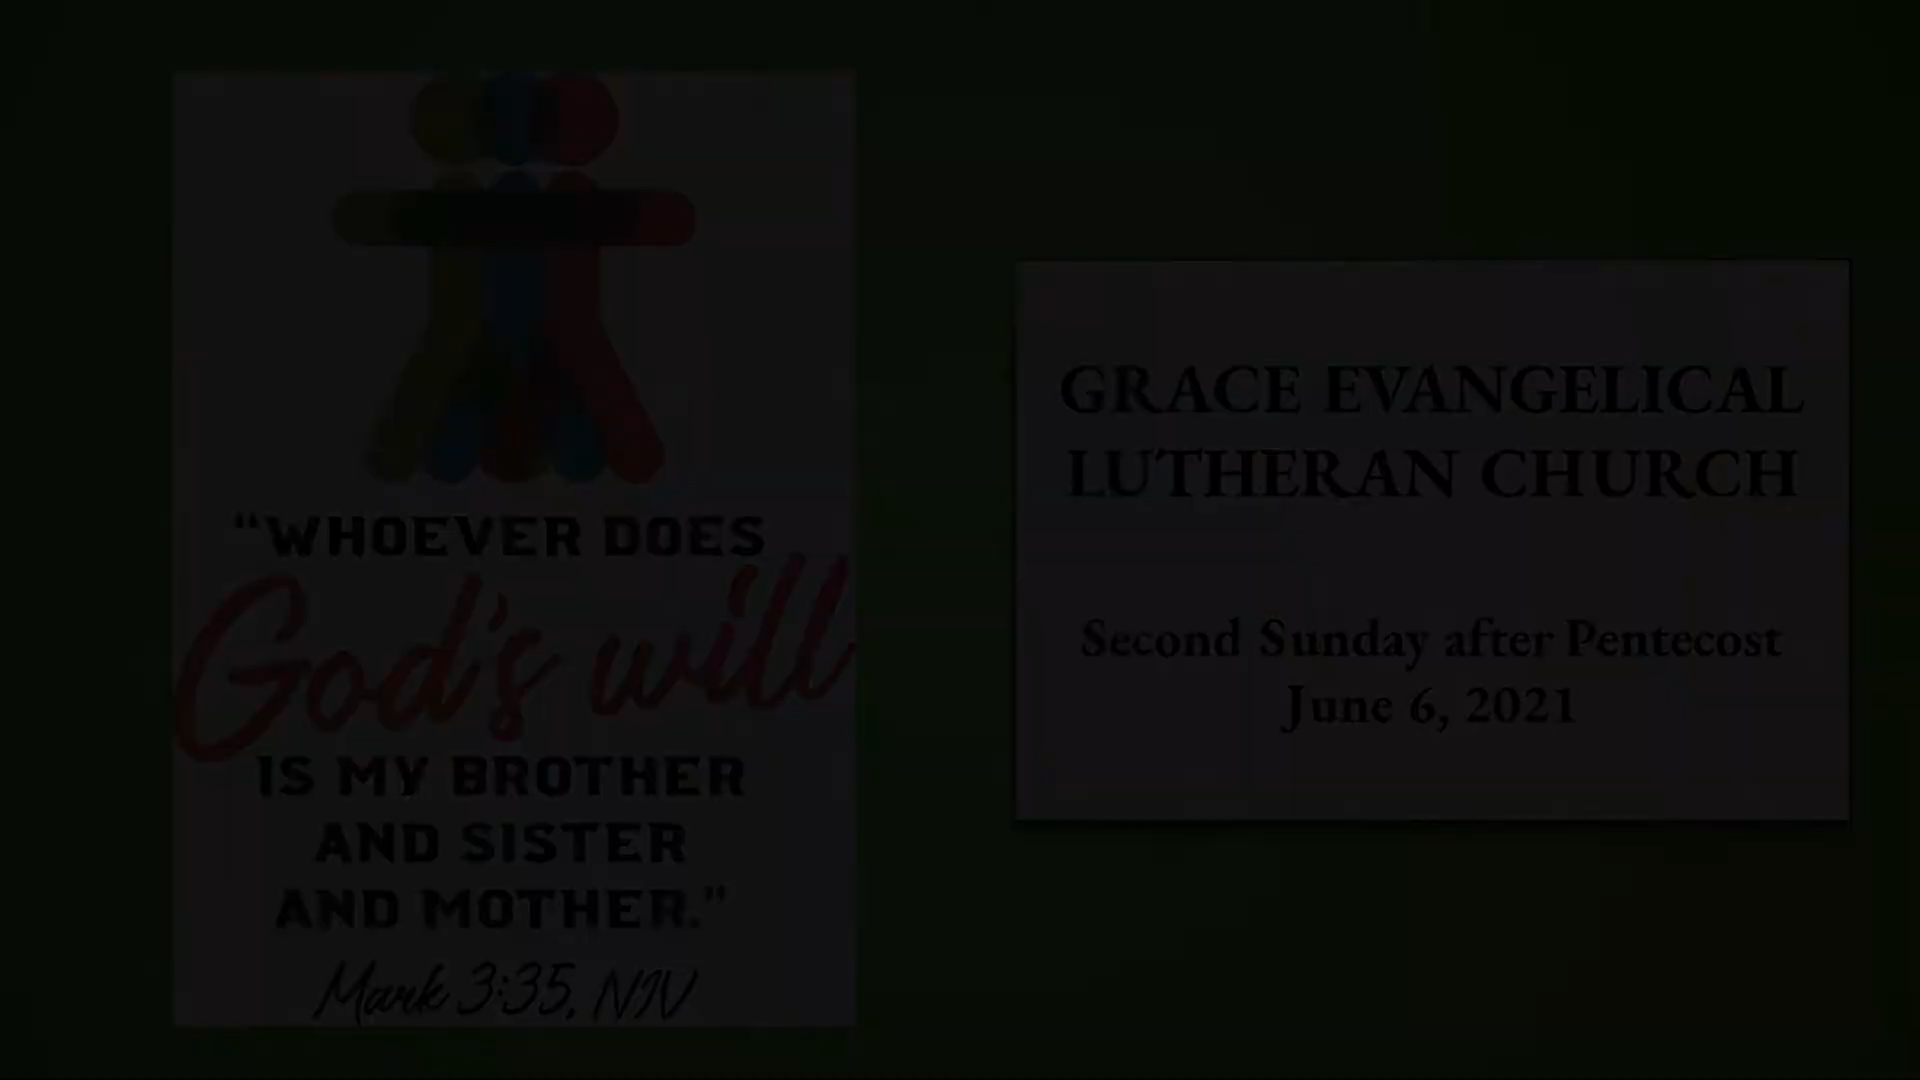 “WHOEVER DOES
God's will
IS MY BROTHER
AND SISTER
AND MOTHER.”
Mark 3:35, NIV
GRACE EVANGELICAL
LUTHERAN CHURCH
Second Sunday after Pentecost
June 6, 2021